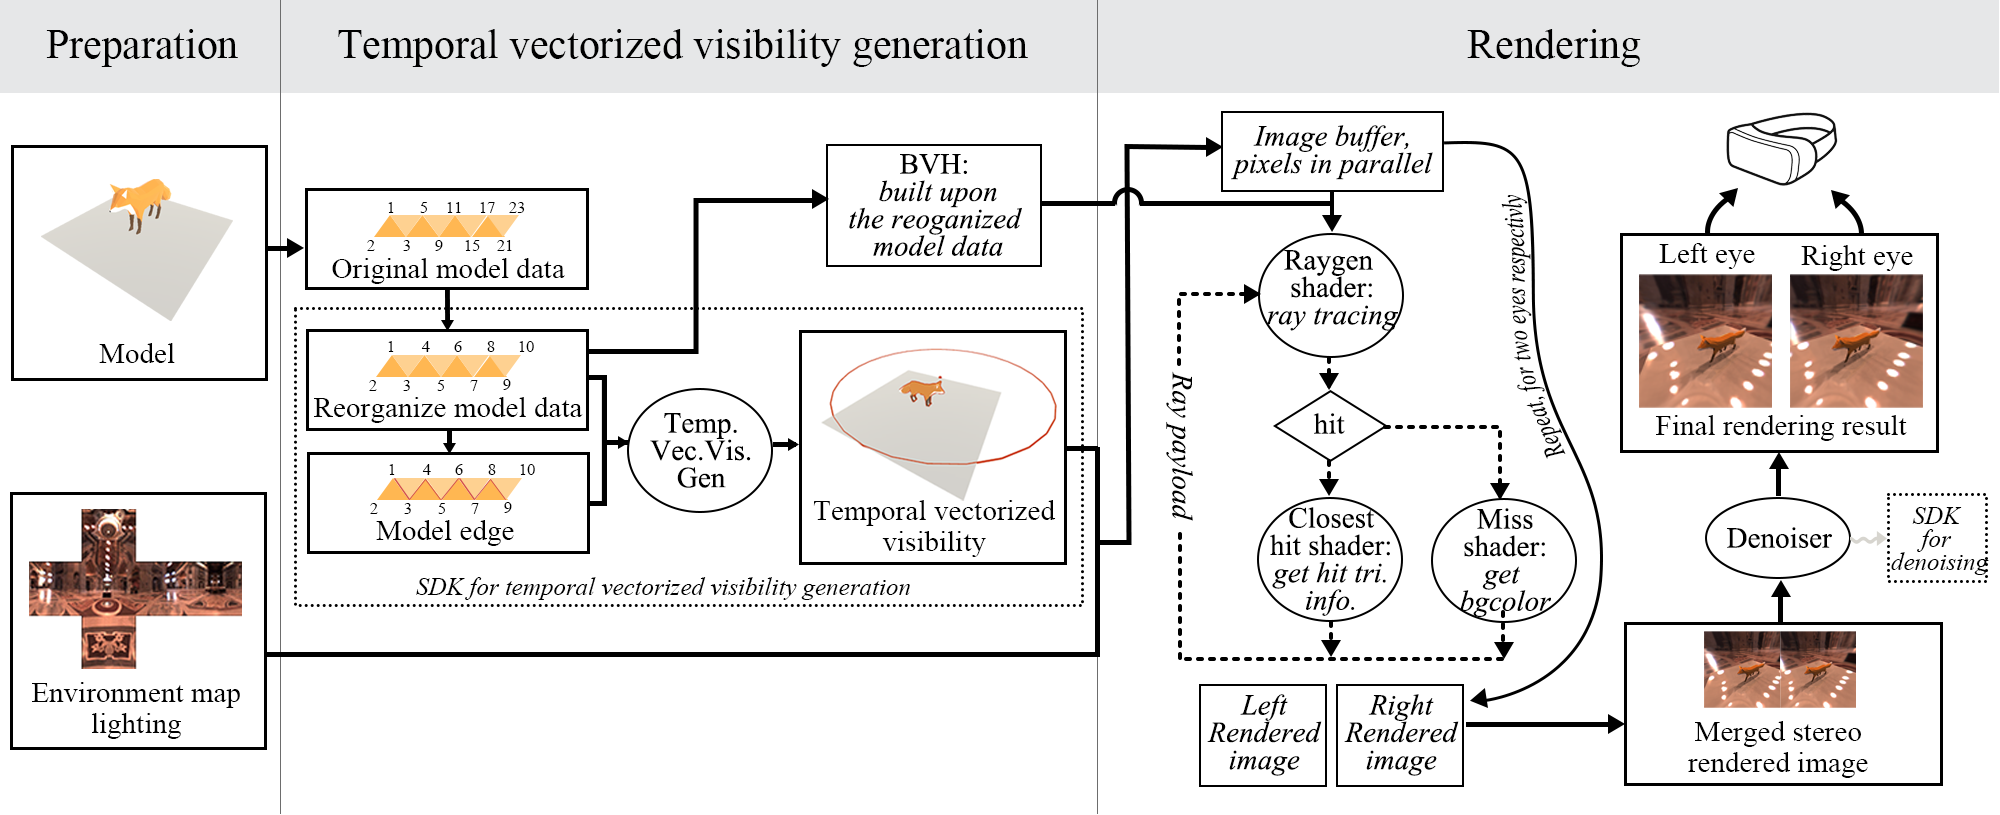 Preparation
Temporal vectorized visibility generation
Rendering
Model
Environment map
lighting
1 5 11 17 23
2 3 9 15 21
Original model data
1 4 6 8 10
2 3 5 7 9
Reorganize model data
1 4 6 8 10
2 3 5 7 9
Model edge
Temp.
Vec.Vis.
Gen
Temporal vectorized
visibility
SDK for temporal vectorized visibility generation
BVH:
built upon
the reoganized
model data
Image buffer,
pixels in parallel
Raygen
shader:
ray tracing
hit
Closest
hit shader:
get hit tri.
info.
Miss
shader:
get
bgcolor
Ray payload
Repeat, for two eyes respectivly
Left
Rendered
image
Right
Rendered
image
Left eye
Right eye
Final rendering result
Denoiser
SDK
for
denoising
Merged stereo
rendered image